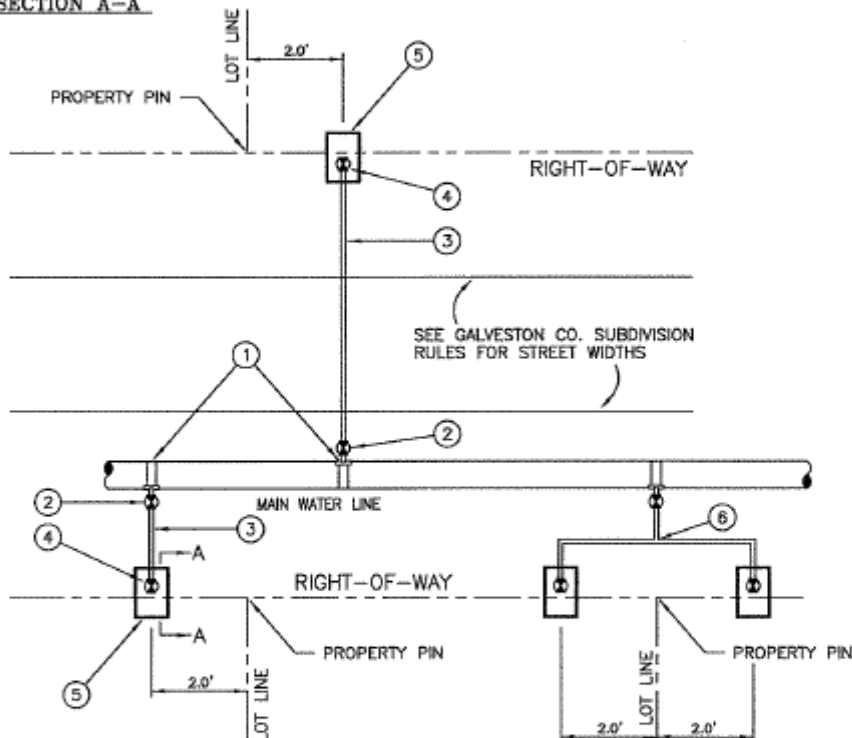 SECTION A-A
LOT LINE
2.0'
5
PROPERTY PIN
RIGHT-OF-WAY
4
3
SEE GALVESTON CO. SUBDIVISION
RULES FOR STREET WIDTHS
1
2
2
MAIN WATER LINE
3
6
4
A
RIGHT-OF-WAY
A
PROPERTY PIN
PROPERTY PIN
5
2.0'
LOT LINE
2.0'
LOT LINE
2.0'